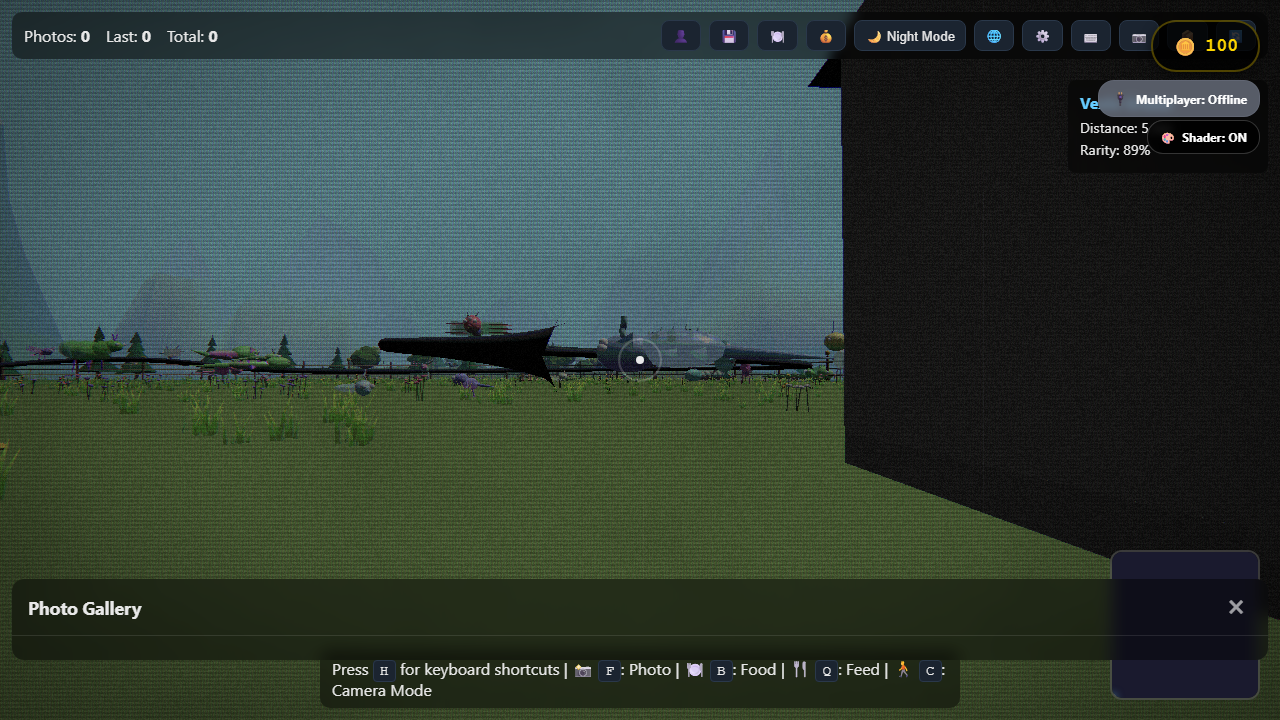 Photos: 0 Last: 0 Total: 0
Night Mode
100
Ve
Multiplayer: Offline
Distance: 5
Shader: ON
Rarity: 89%
Photo Gallery
×
Press H for keyboard shortcuts | F: Photo | B: Food | Q: Feed | C:
Camera Mode